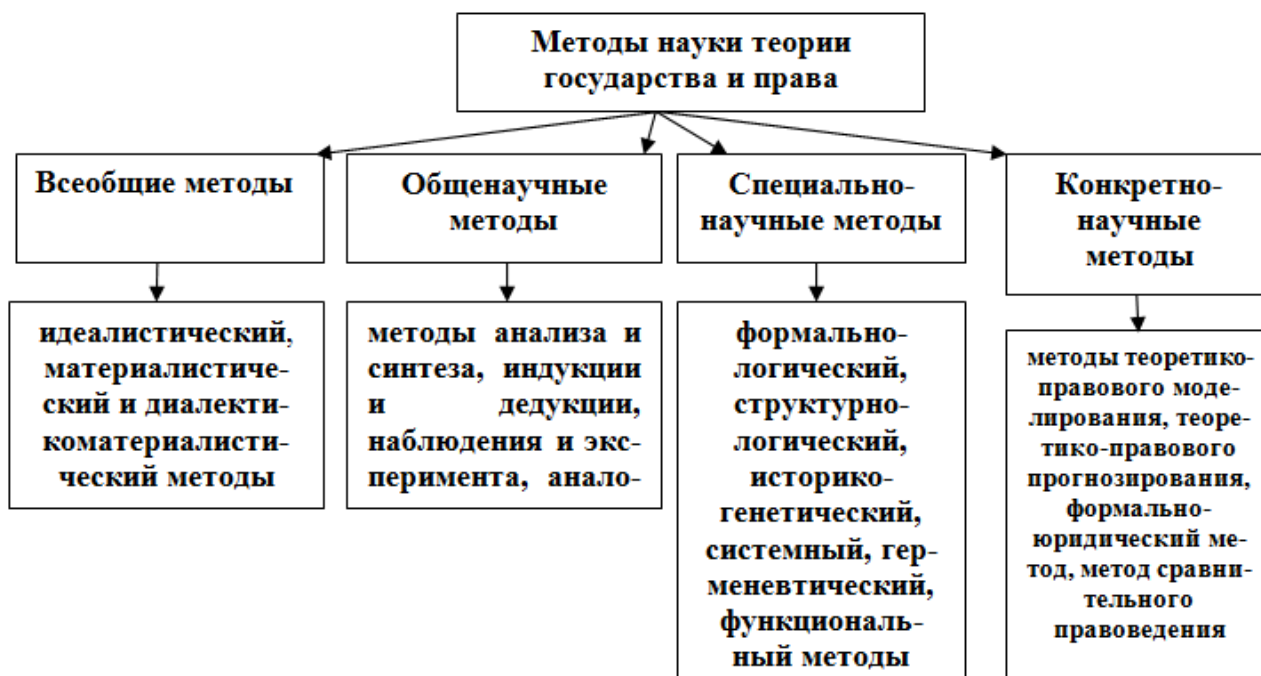 Методы науки теории
государства и права
Всеобщие методы
Общенаучные
методы
Специально-
научные методы
Конкретно-
научные
методы
идеалистический,
материалистиче-
ский и диалекти-
коматериалисти-
ческий методы
методы анализа и
синтеза, индукции
и дедукции,
наблюдения и экс-
перимента, анало-
формально-
логический,
структурно-
логический,
историко-
генетический,
системный, гер-
меневтический,
функциональ-
ный методы
методы теоретико-
правового моде-
лирования, теоре-
тико-правового
прогнозирования,
формально-
юридический ме-
тод, метод сравни-
тельного
правоведения